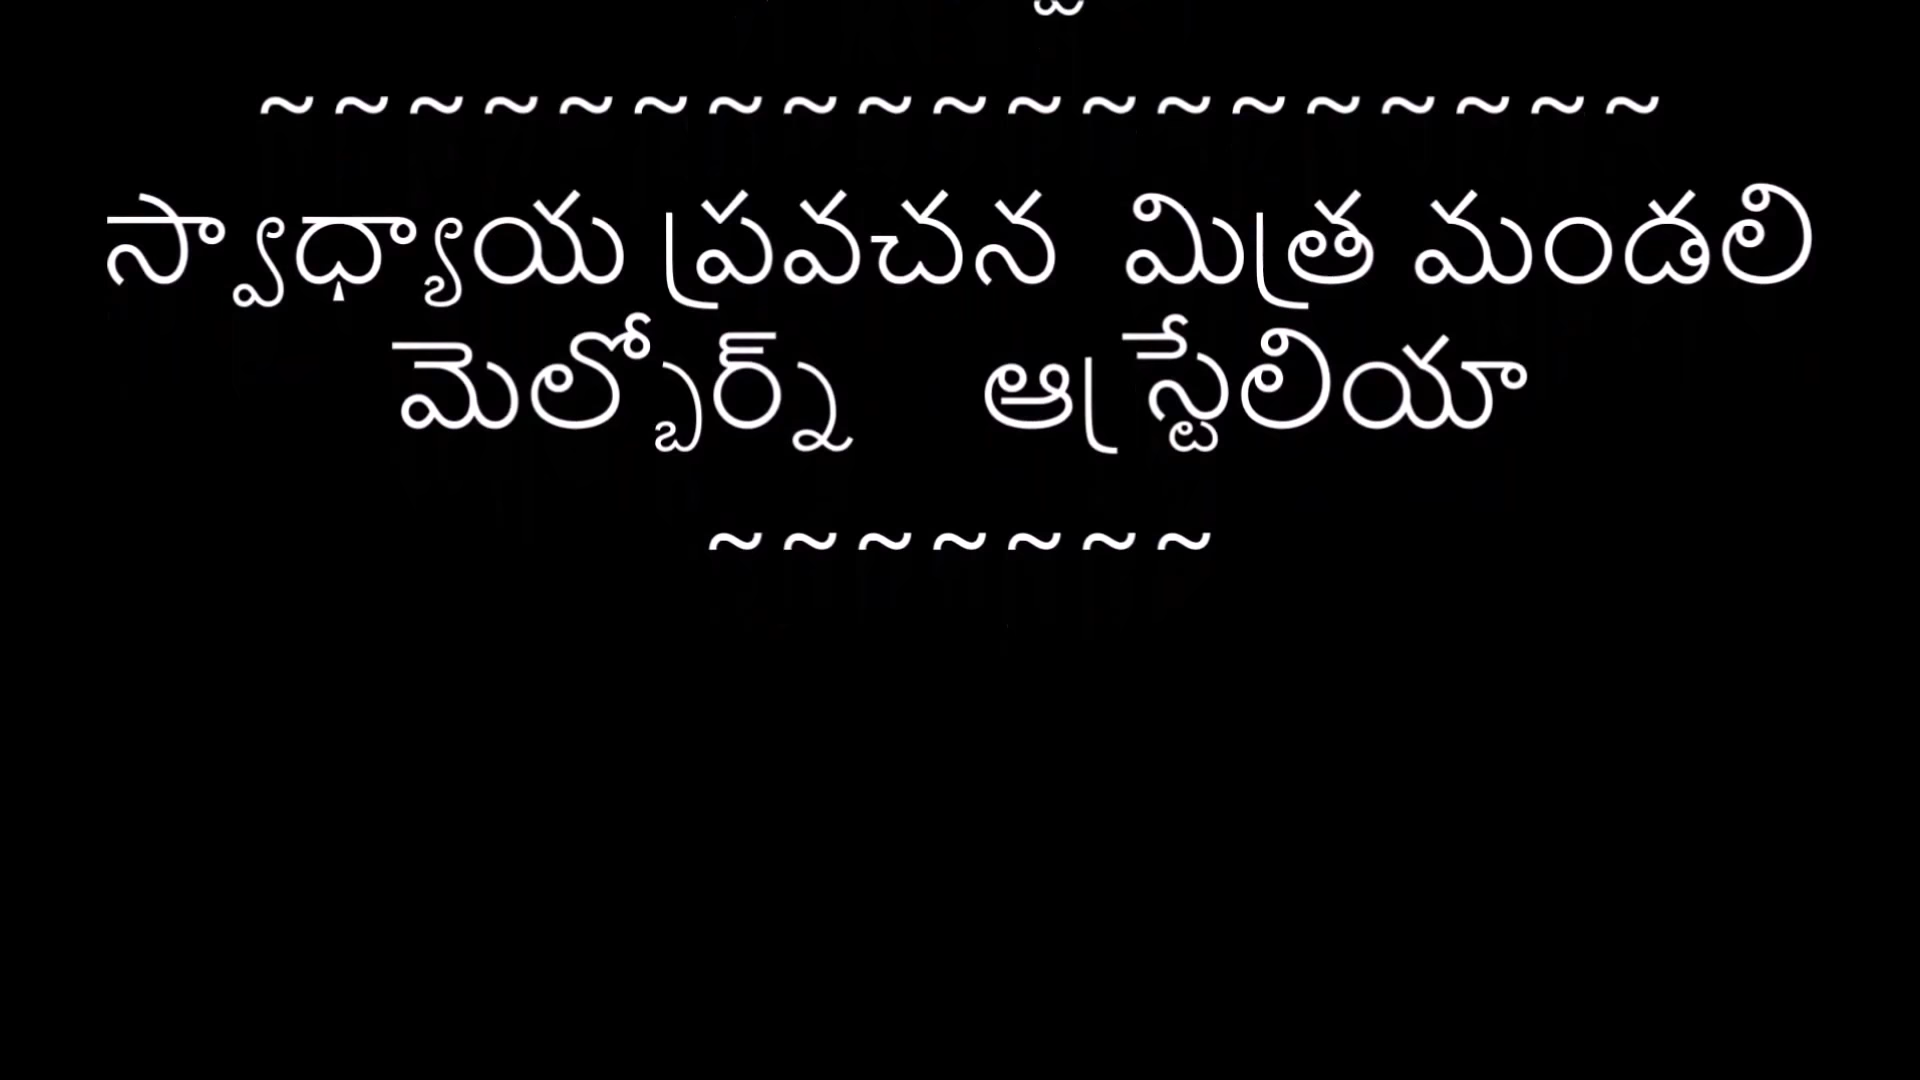 ~ ~ ~ ~ ~ ~ ~ ~ ~ ~ ~ ~ ~ ~ ~ ~ ~ ~ ~
స్వాధ్యాయ ప్రవచన మిత్ర మండలి
మెల్బోర్న్ ఆస్ట్రేలియా
~ ~ ~ ~ ~ ~ ~